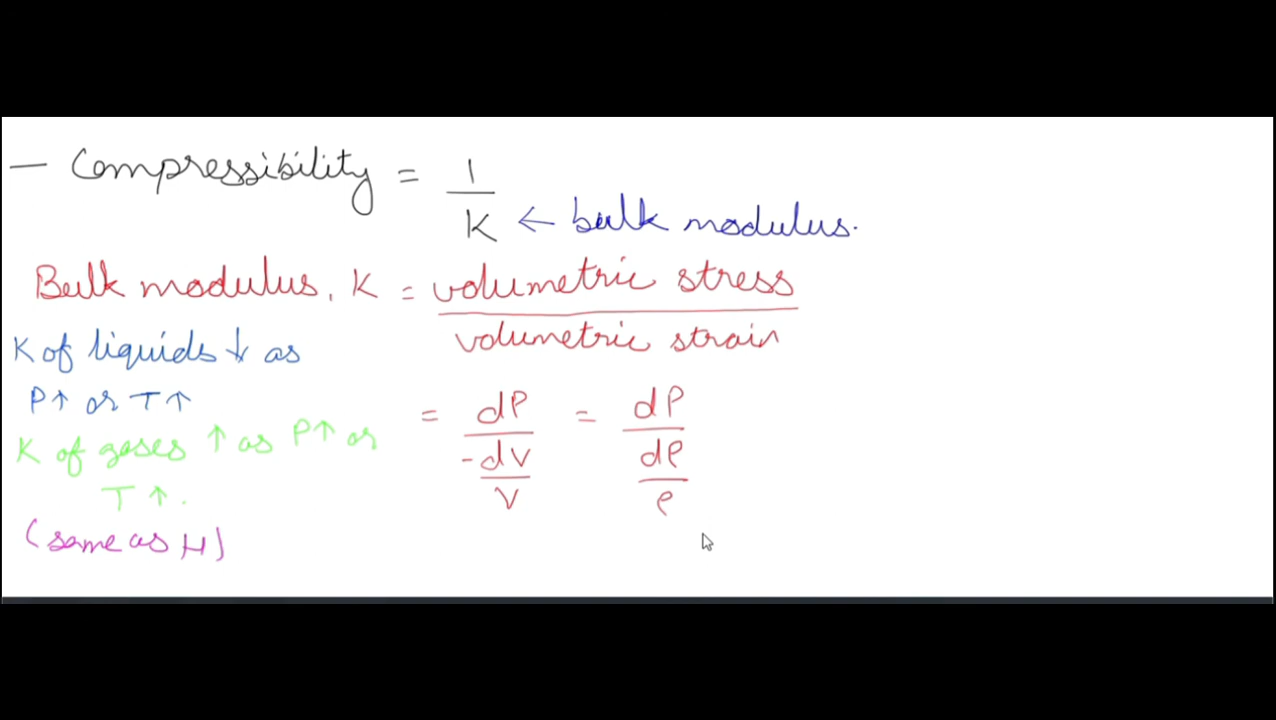 — Compressibility = 1/K ← bulk modulus.
Bulk modulus, K = volumetric stress / volumetric strain
K of liquids ↓ as
P↑ or T↑
= dP / (-dV/V) = dP / (dρ/ρ)
K of gases ↑ as P↑ or
T↑.
(same as μ)